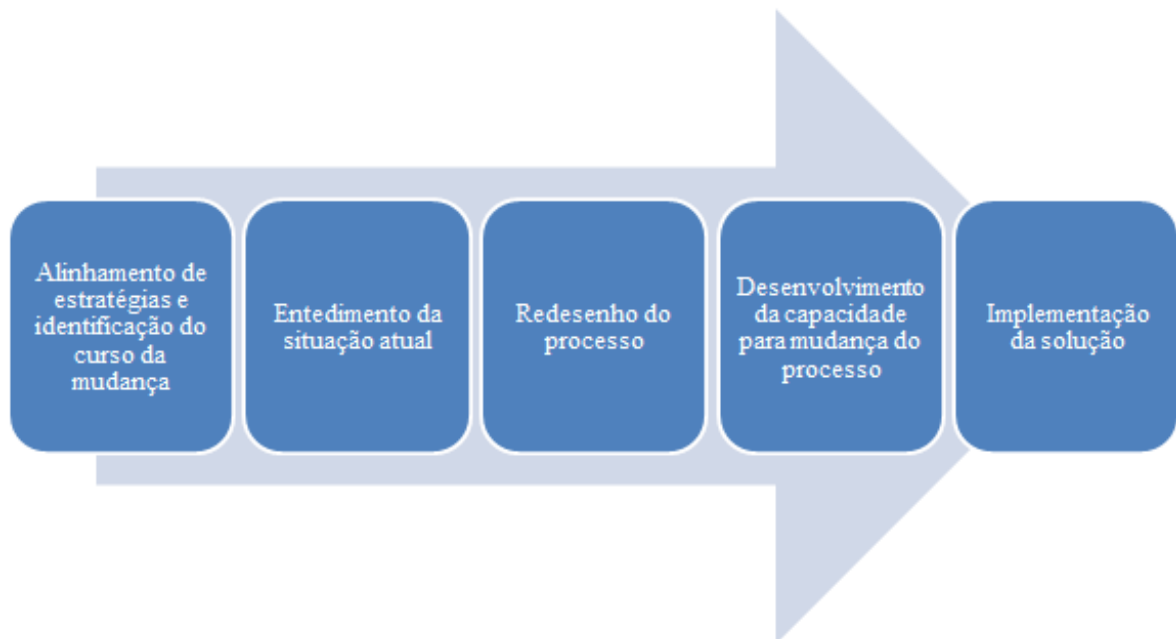 Alinhamento de
estratégias e
identificação do
curso da
mudança
Entedimento da
situação atual
Redesenho do
processo
Desenvolvimento
da capacidade
para mudança do
processo
Implementação
da solução